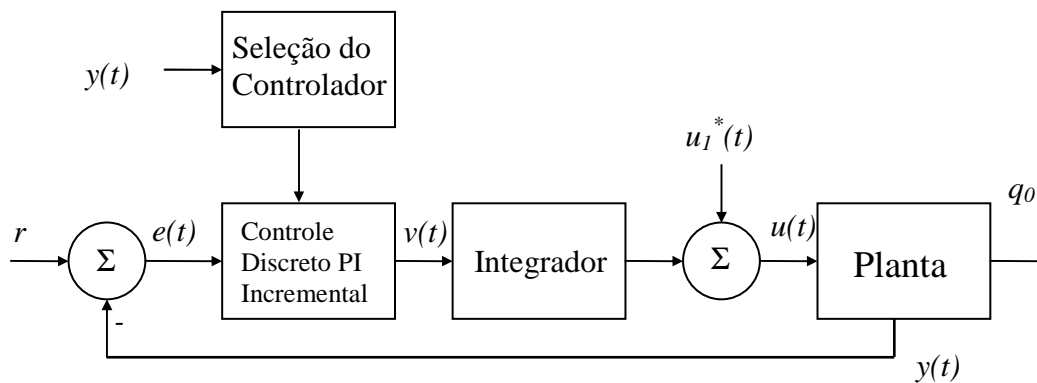 Seleção do
Controlador
y(t)
u1*(t)
q0
r
Σ
e(t)
Controle
Discreto PI
Incremental
v(t)
Integrador
Σ
u(t)
Planta
-
y(t)